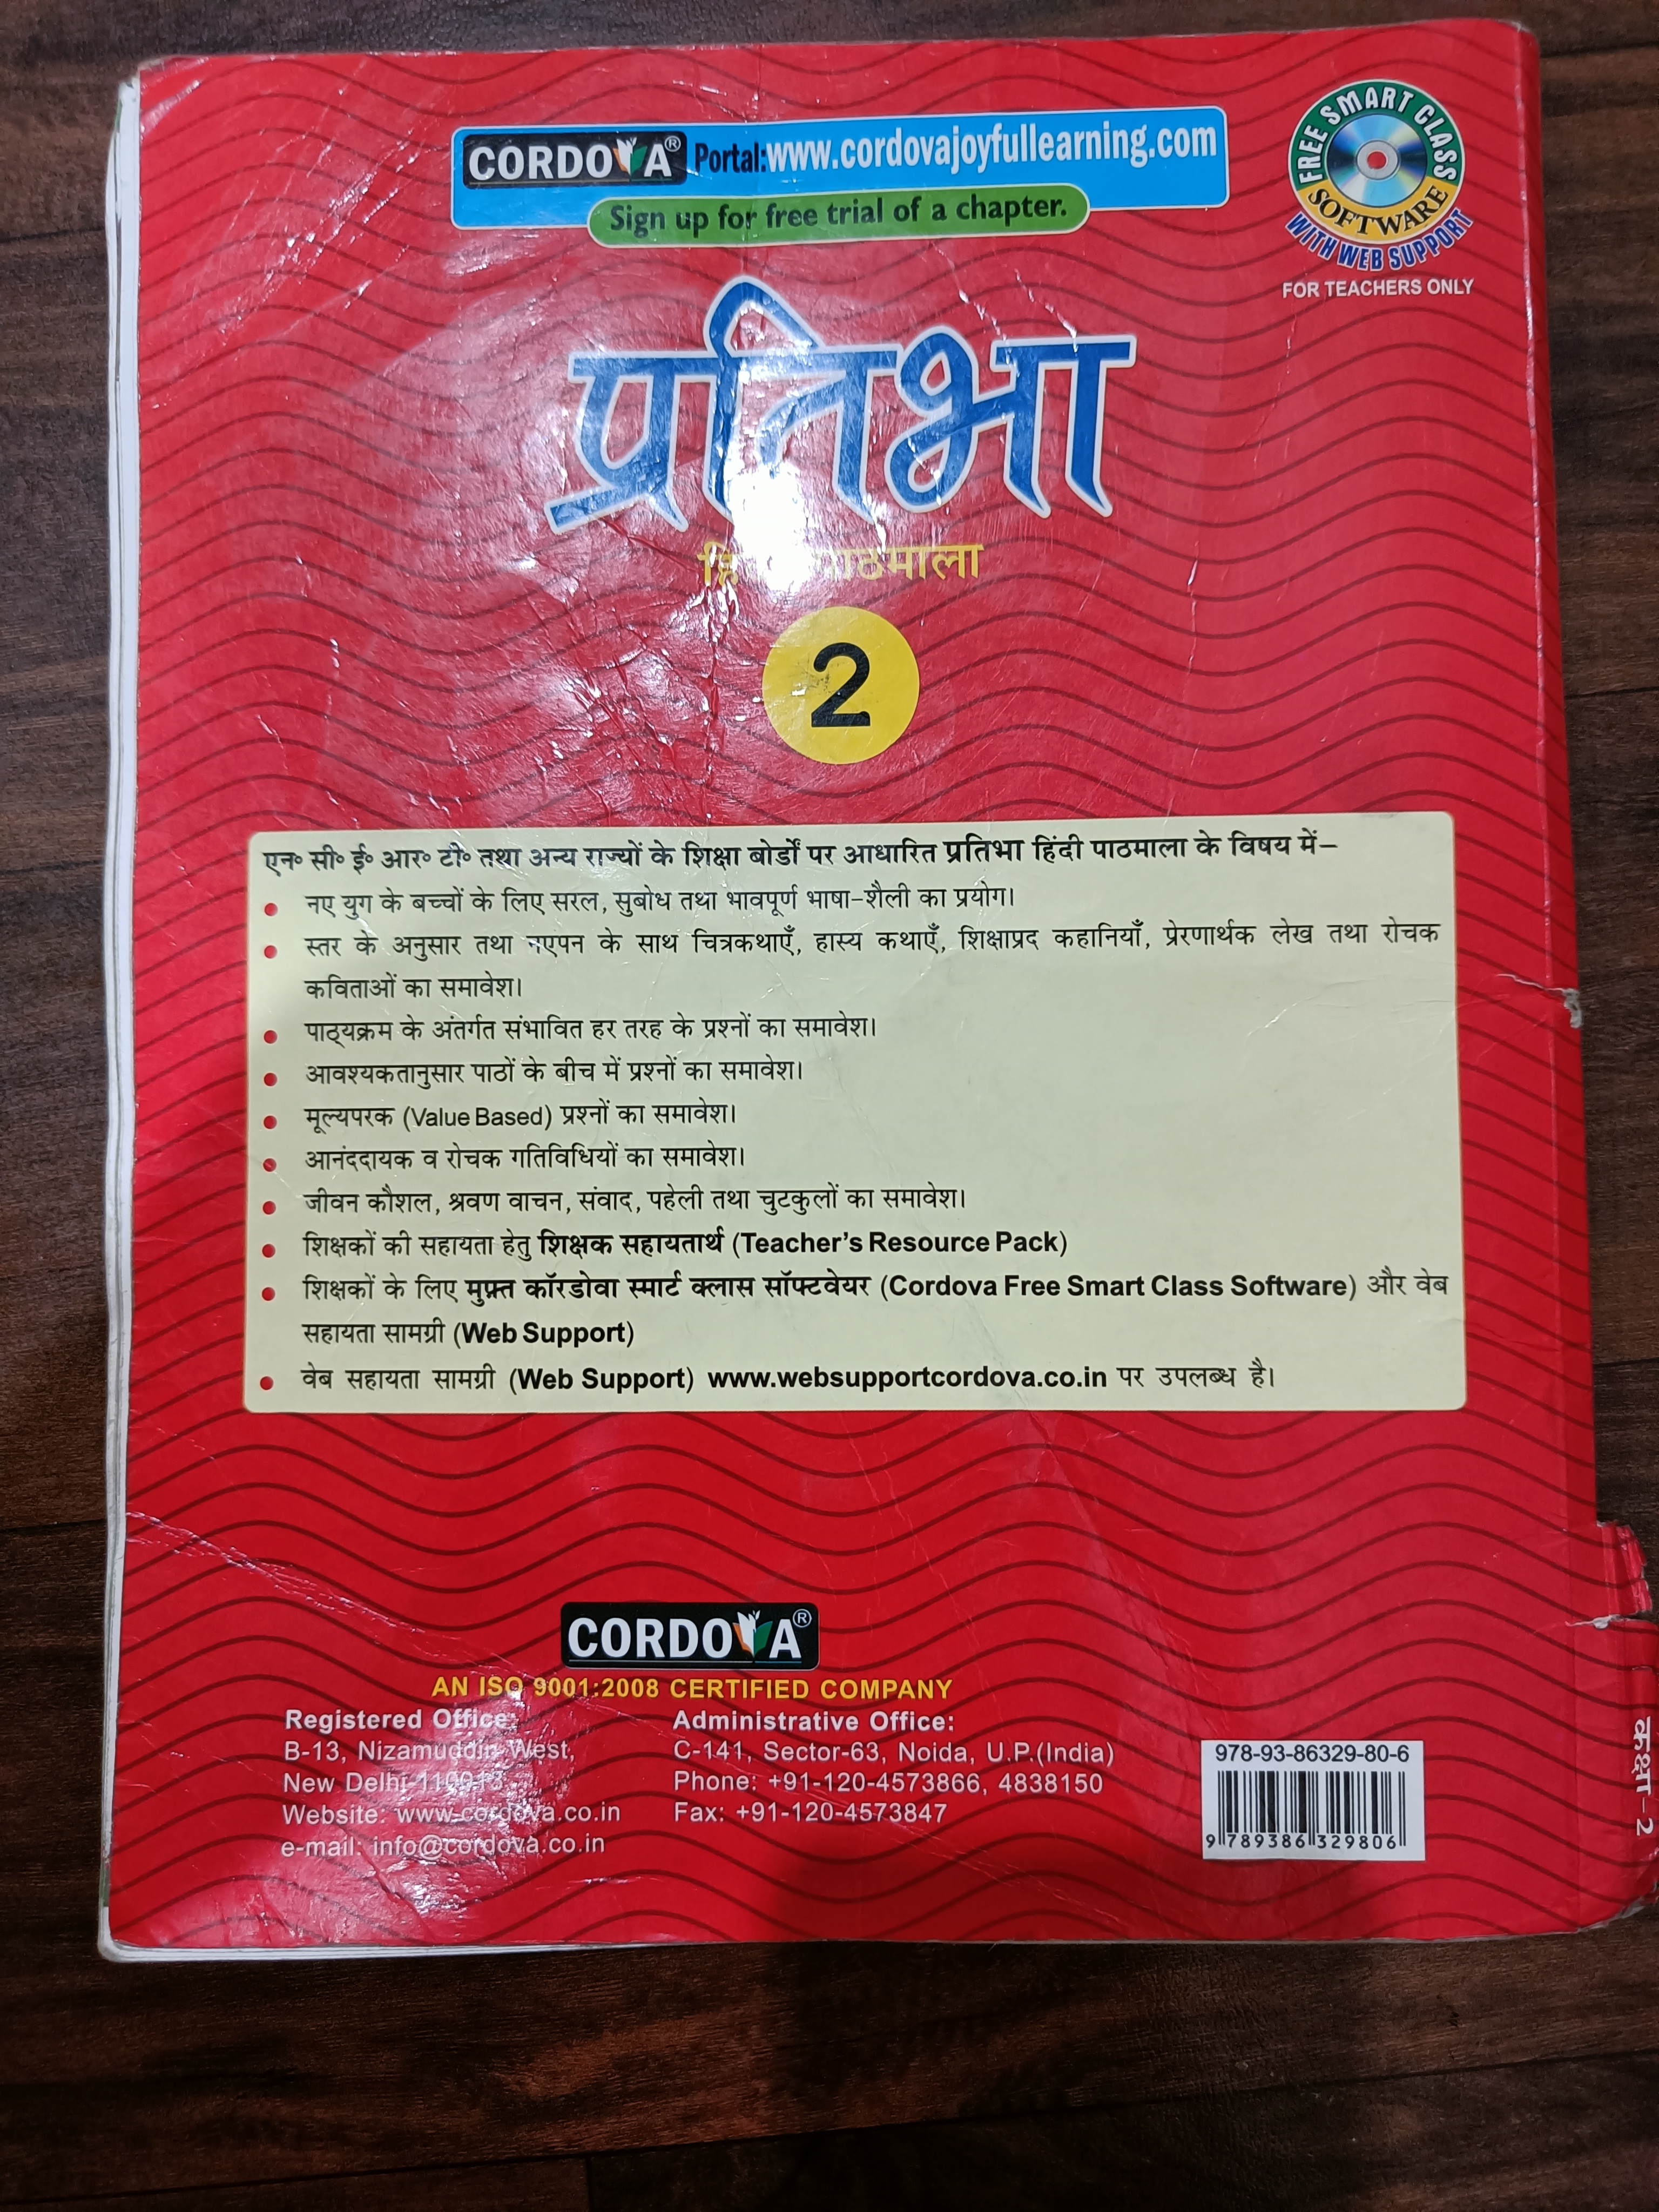 CORDOVA® Portal:www.cordovajoyfullearning.com
Sign up for free trial of a chapter.
FREE SMART CLASS
SOFTWARE
WITH WEB SUPPORT
FOR TEACHERS ONLY
प्रतिभा
पाठमाला
2
एन॰ सी॰ ई॰ आर॰ टी॰ तथा अन्य राज्यों के शिक्षा बोर्डों पर आधारित प्रतिभा हिंदी पाठमाला के विषय में–
• नए युग के बच्चों के लिए सरल, सुबोध तथा भावपूर्ण भाषा-शैली का प्रयोग।
• स्तर के अनुसार तथा नएपन के साथ चित्रकथाएँ, हास्य कथाएँ, शिक्षाप्रद कहानियाँ, प्रेरणार्थक लेख तथा रोचक
कविताओं का समावेश।
• पाठ्यक्रम के अंतर्गत संभावित हर तरह के प्रश्नों का समावेश।
• आवश्यकतानुसार पाठों के बीच में प्रश्नों का समावेश।
• मूल्यपरक (Value Based) प्रश्नों का समावेश।
• आनंददायक व रोचक गतिविधियों का समावेश।
• जीवन कौशल, श्रवण वाचन, संवाद, पहेली तथा चुटकुलों का समावेश।
• शिक्षकों की सहायता हेतु शिक्षक सहायतार्थ (Teacher's Resource Pack)
• शिक्षकों के लिए मुफ़्त कॉरडोवा स्मार्ट क्लास सॉफ्टवेयर (Cordova Free Smart Class Software) और वेब
सहायता सामग्री (Web Support)
• वेब सहायता सामग्री (Web Support) www.websupportcordova.co.in पर उपलब्ध है।
CORDOVA®
AN ISO 9001:2008 CERTIFIED COMPANY
Registered Office:
B-13, Nizamuddin West,
New Delhi-110013
Website: www.cordova.co.in
e-mail: info@cordova.co.in
Administrative Office:
C-141, Sector-63, Noida, U.P.(India)
Phone: +91-120-4573866, 4838150
Fax: +91-120-4573847
978-93-86329-80-6
9 789386 329806
कक्षा-2